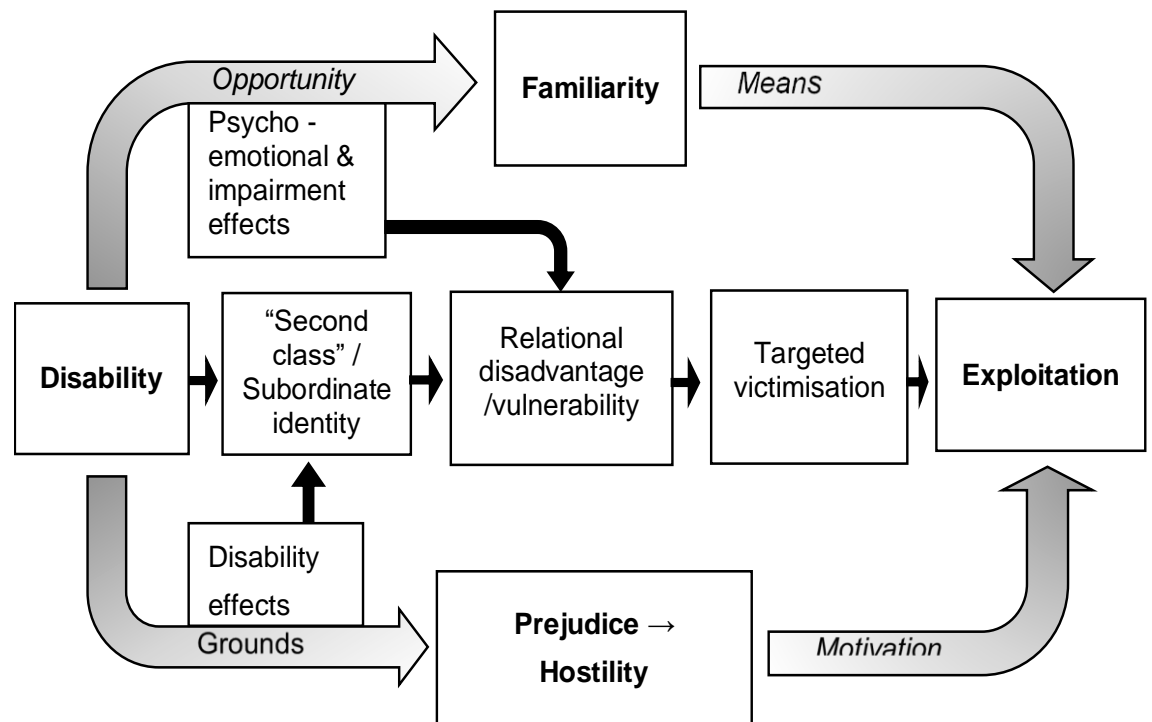 Opportunity
Familiarity
Means
Psycho -
emotional &
impairment
effects
Disability
“Second
class” /
Subordinate
identity
Relational
disadvantage
/vulnerability
Targeted
victimisation
Exploitation
Disability
effects
Grounds
Prejudice →
Hostility
Motivation